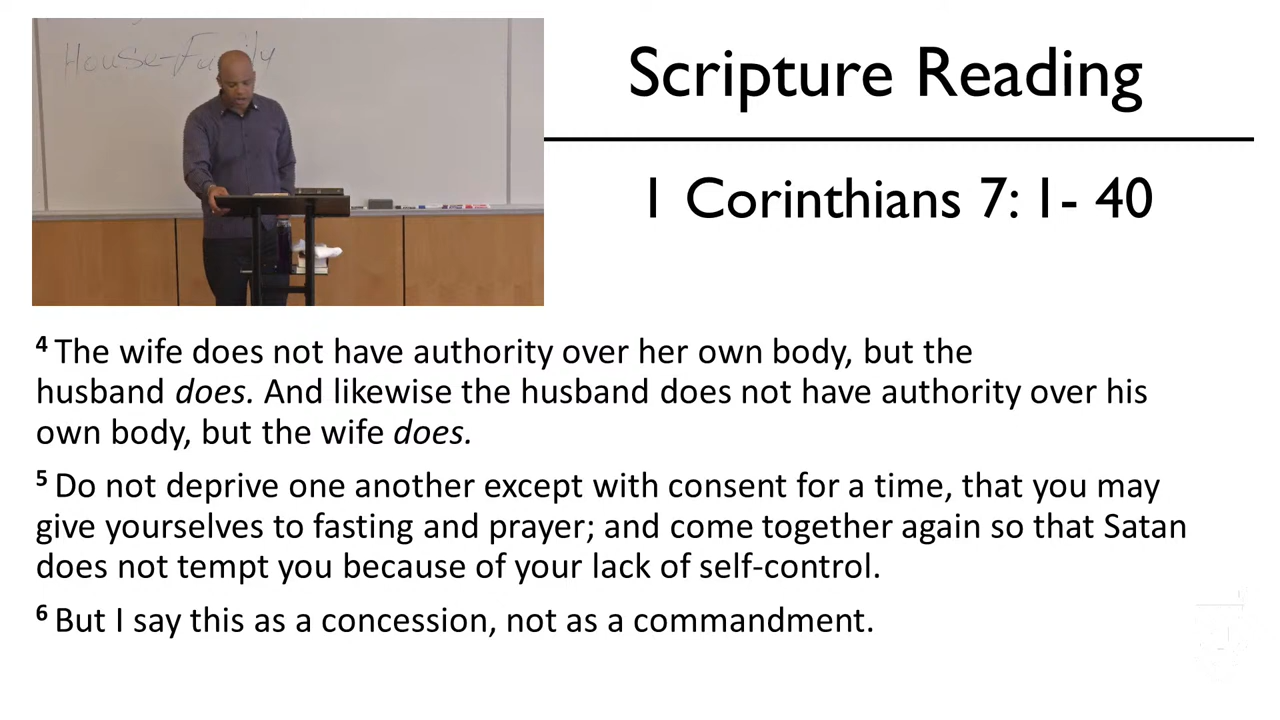 House-Family
Scripture Reading
1 Corinthians 7: 1- 40
4 The wife does not have authority over her own body, but the
husband does. And likewise the husband does not have authority over his
own body, but the wife does.
5 Do not deprive one another except with consent for a time, that you may
give yourselves to fasting and prayer; and come together again so that Satan
does not tempt you because of your lack of self-control.
6 But I say this as a concession, not as a commandment.